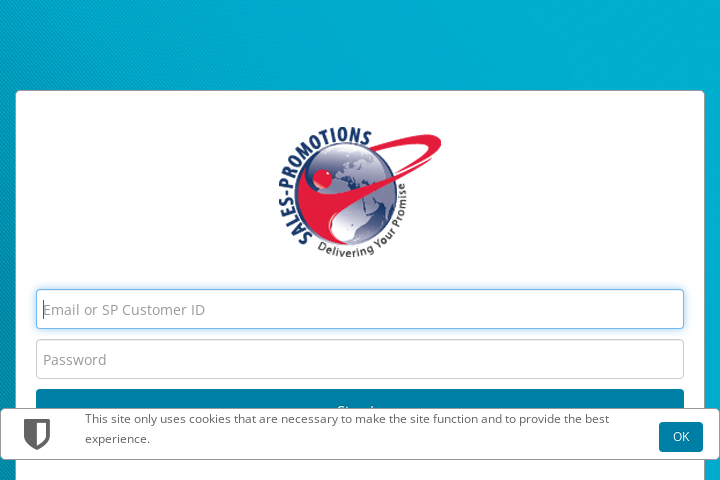 SALES-PROMOTIONS
Delivering Your Promise
Email or SP Customer ID
Password
This site only uses cookies that are necessary to make the site function and to provide the best
experience.
OK